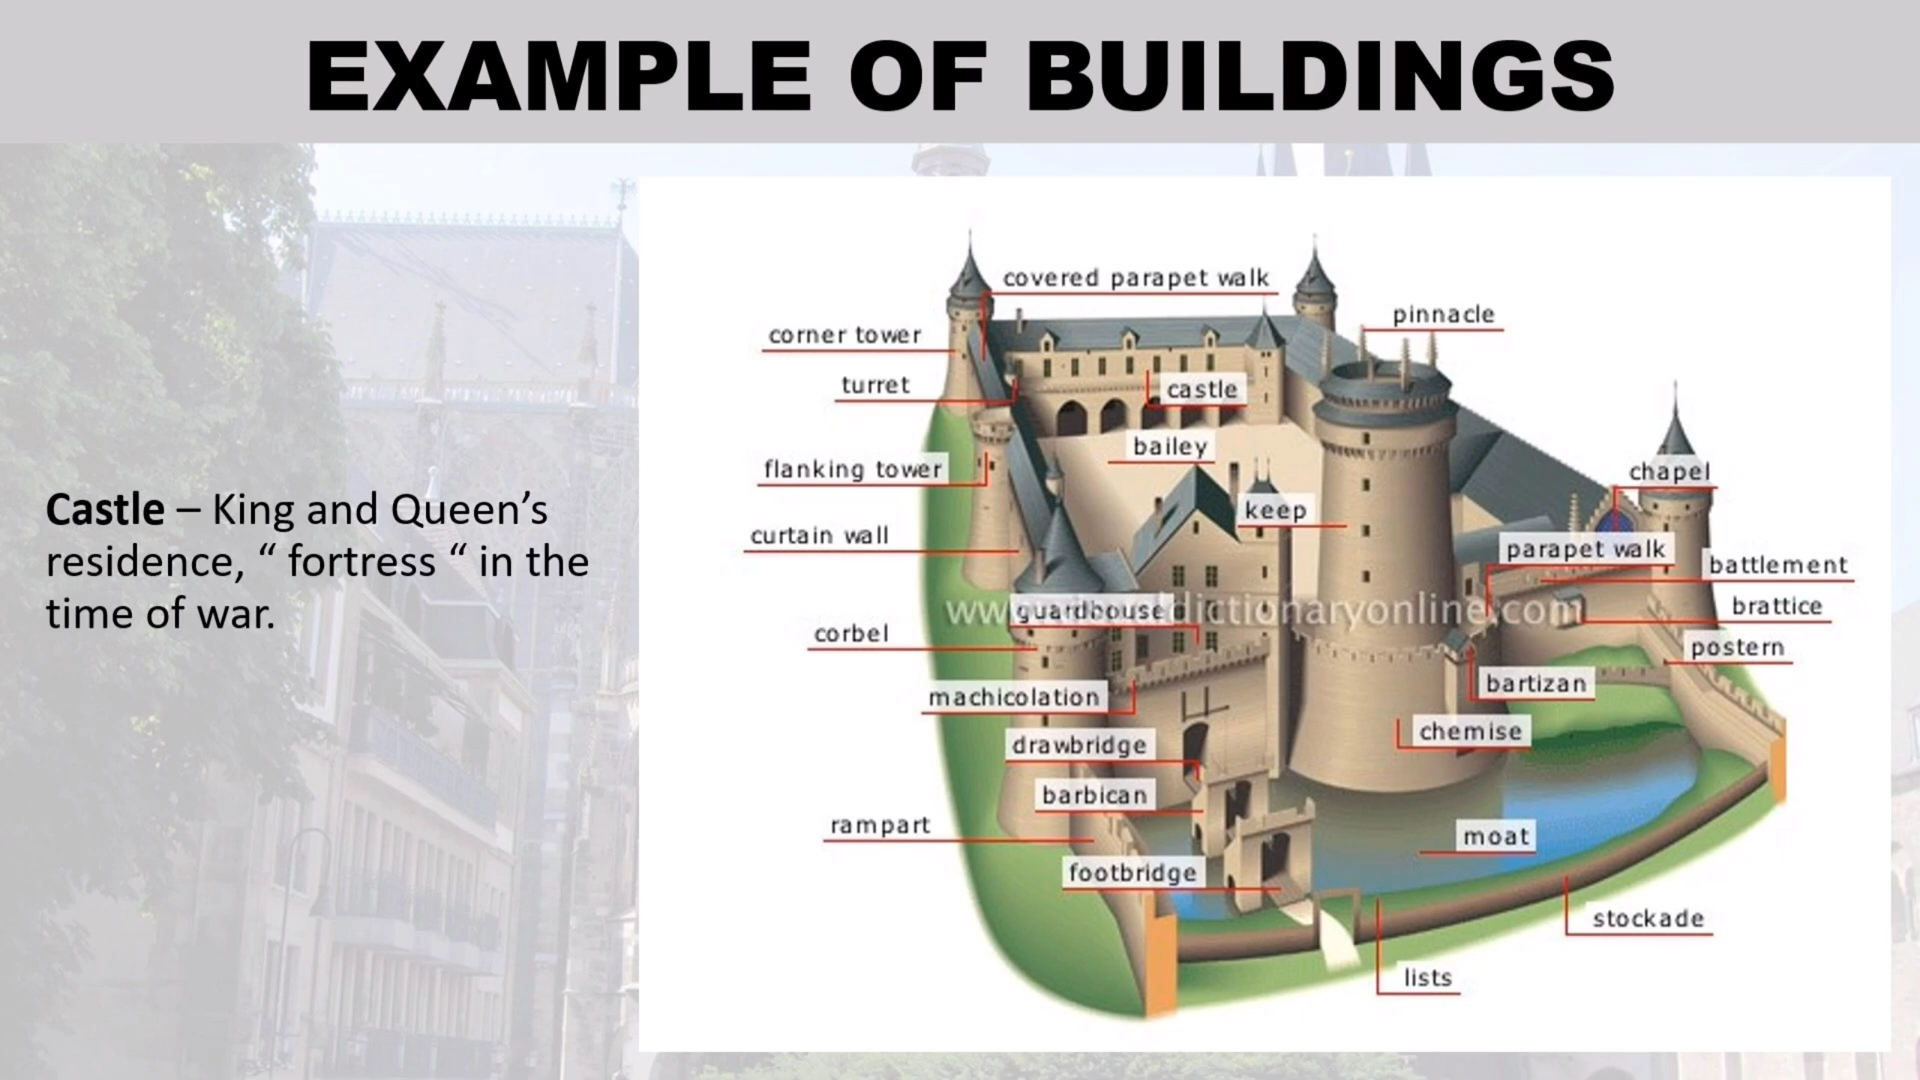 EXAMPLE OF BUILDINGS
Castle – King and Queen’s
residence, “ fortress “ in the
time of war.
covered parapet walk
pinnacle
corner tower
turret
castle
bailey
flanking tower
chapel
keep
curtain wall
parapet walk
battlement
brattice
guardhouse
corbel
postern
bartizan
machicolation
chemise
drawbridge
barbican
rampart
moat
footbridge
stockade
lists